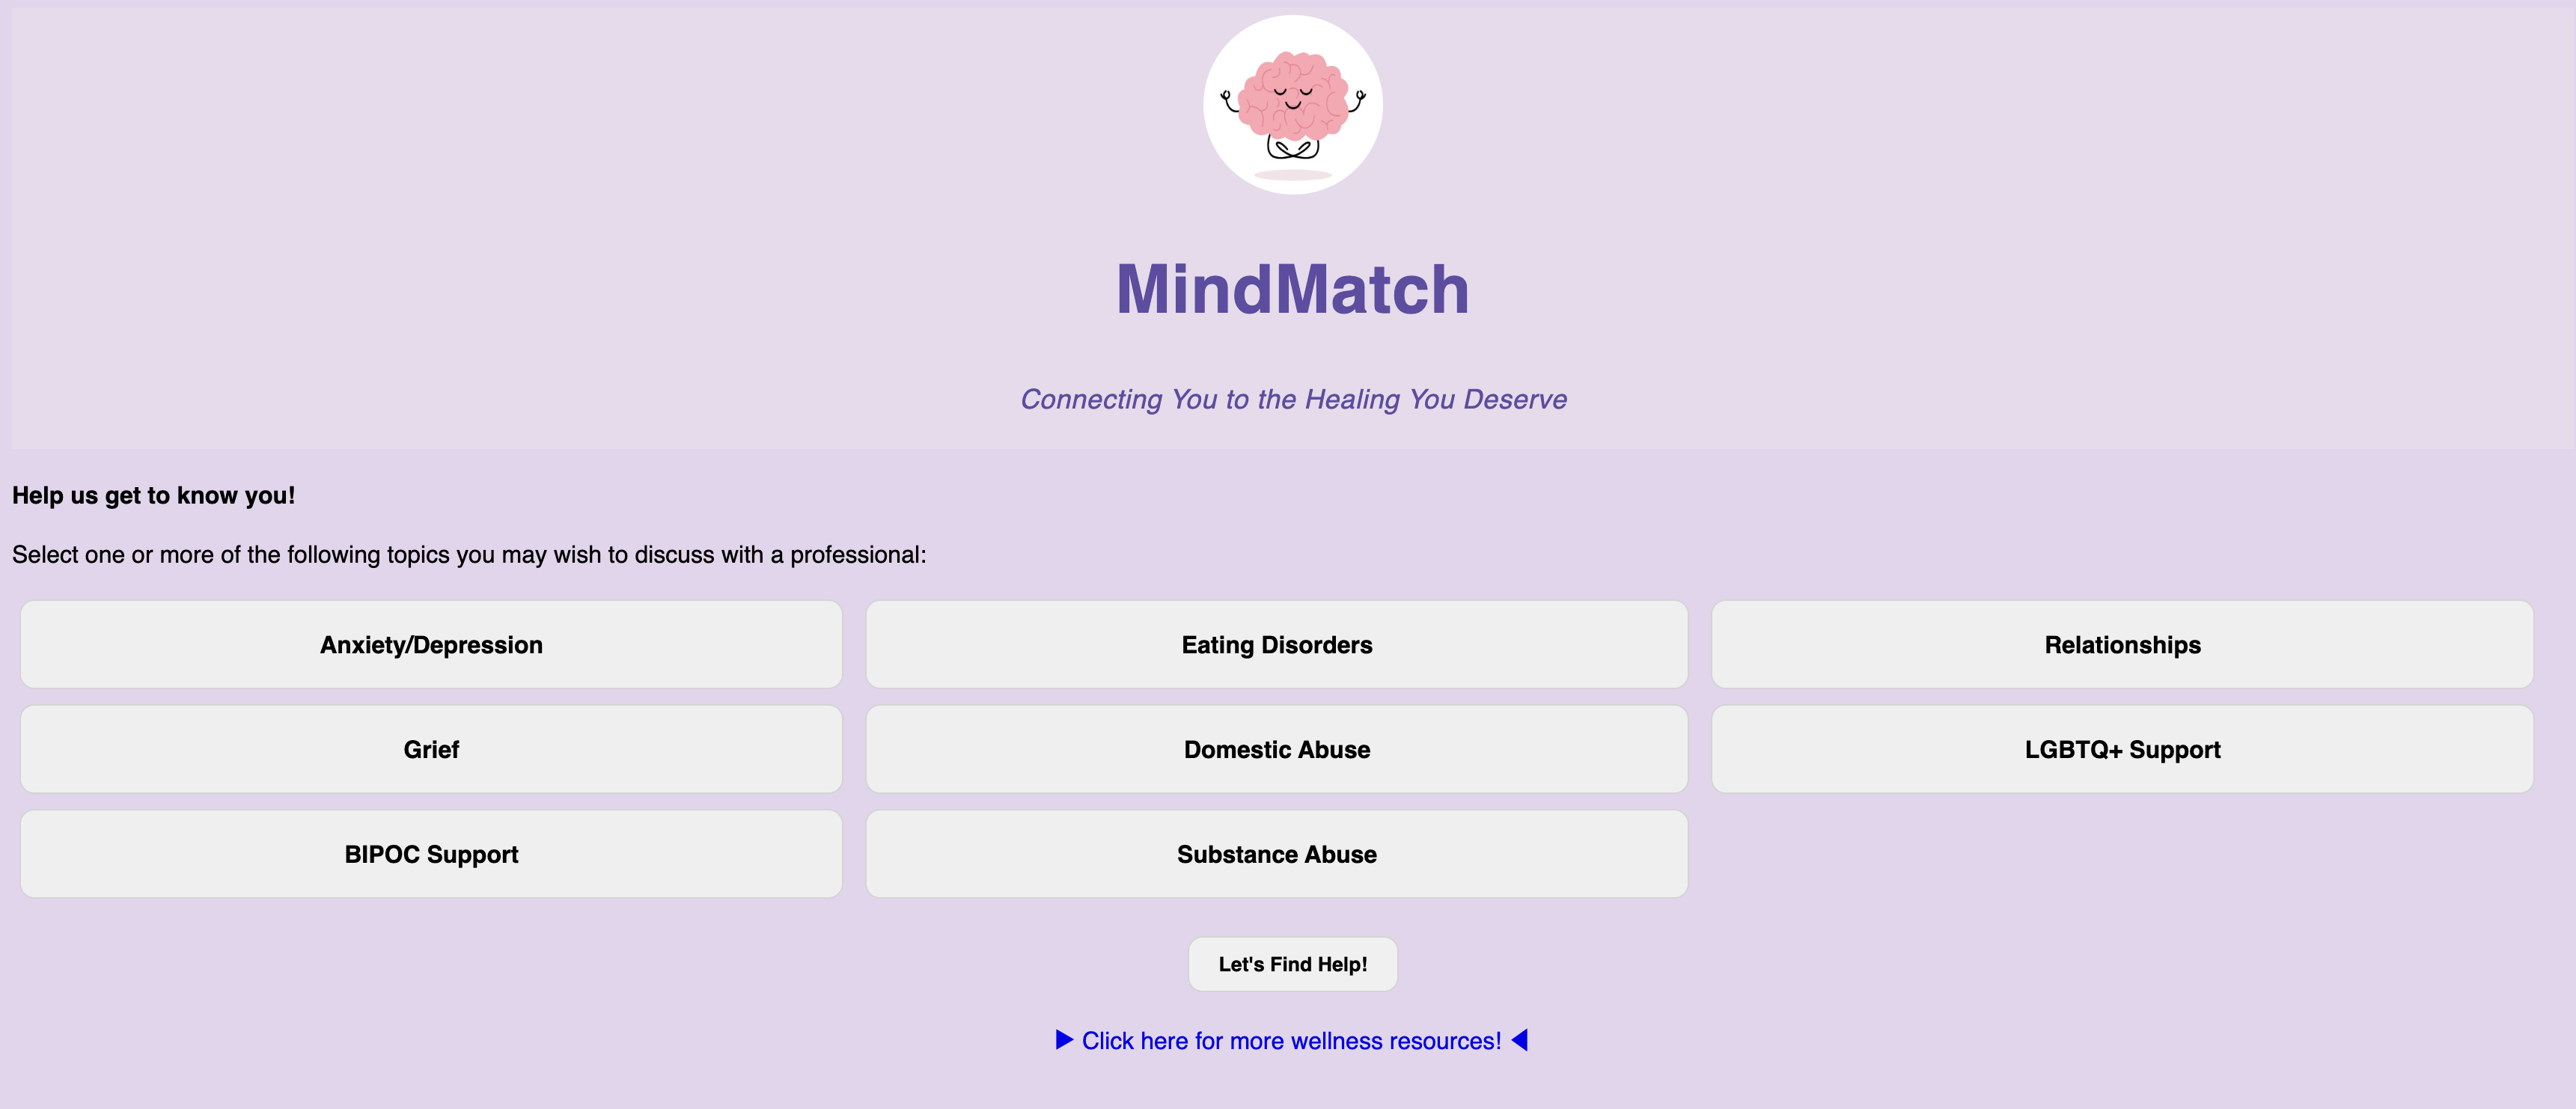 MindMatch
Connecting You to the Healing You Deserve
Help us get to know you!
Select one or more of the following topics you may wish to discuss with a professional:
Anxiety/Depression
Eating Disorders
Relationships
Grief
Domestic Abuse
LGBTQ+ Support
BIPOC Support
Substance Abuse
Let's Find Help!
▶ Click here for more wellness resources! ◀